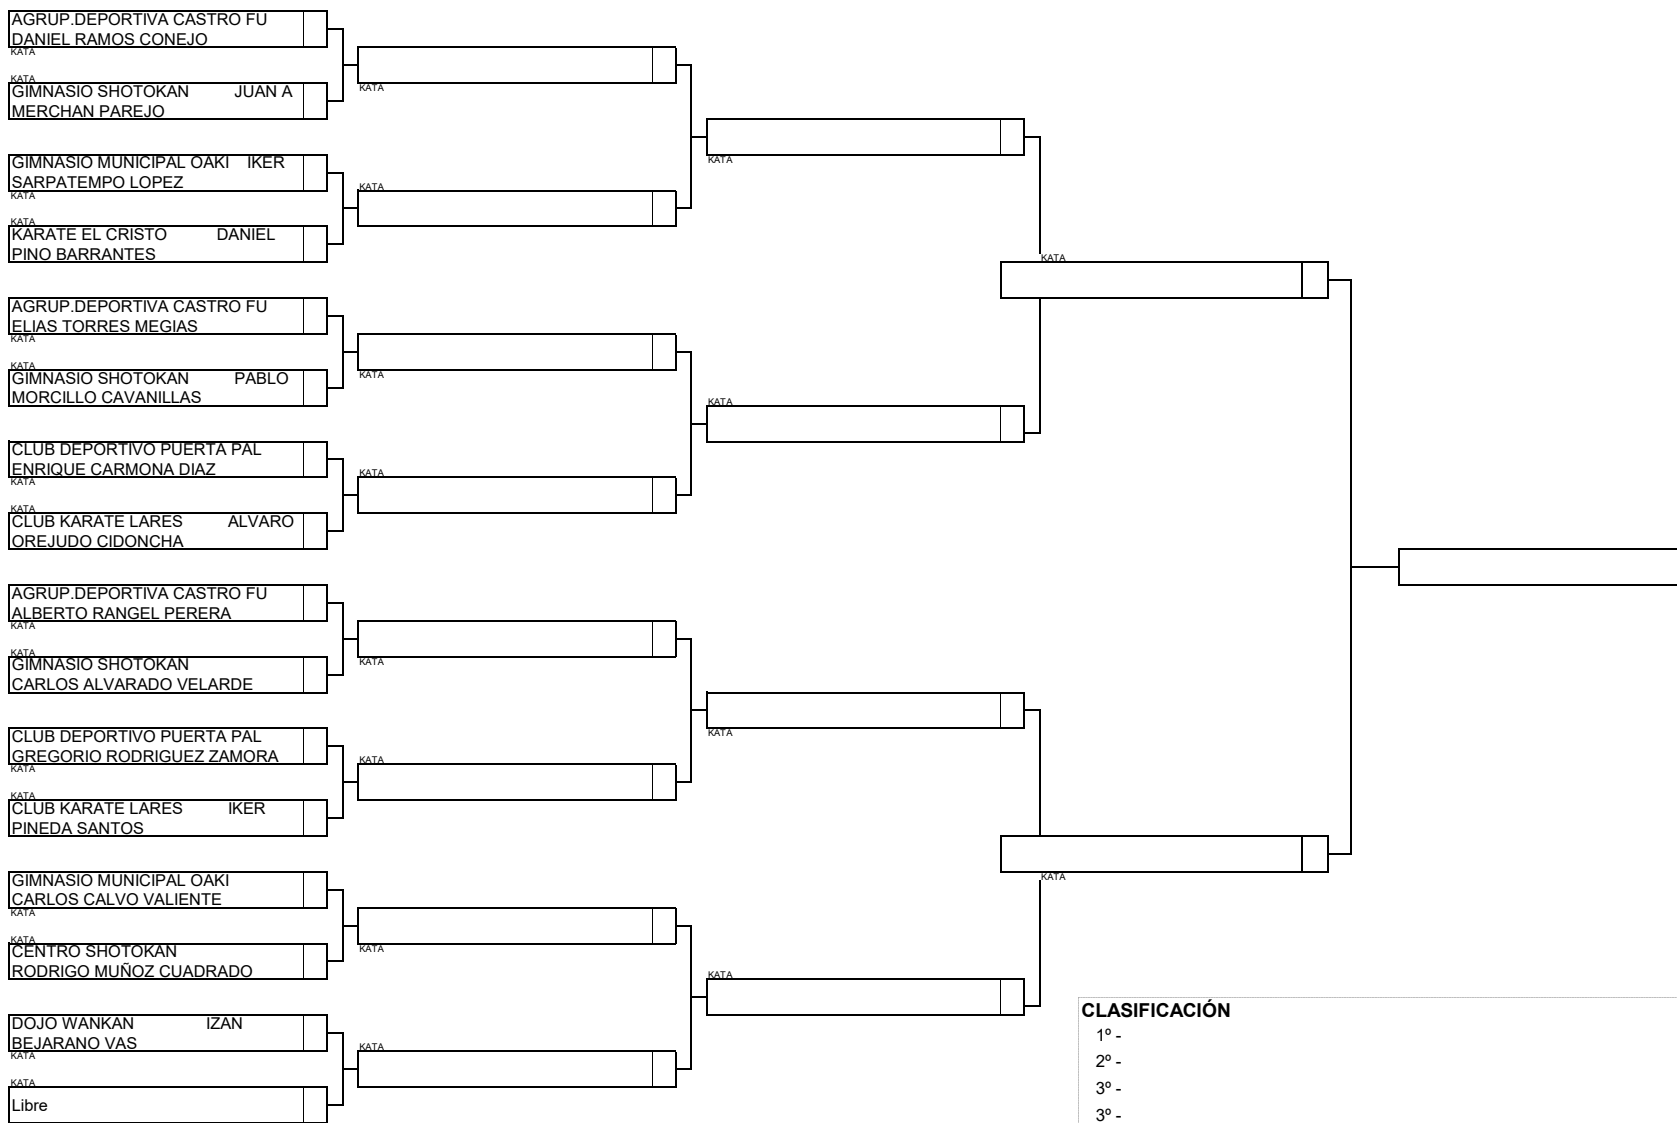 AGRUP.DEPORTIVA CASTRO FU
DANIEL RAMOS CONEJO
KATA
KATA
GIMNASIO SHOTOKAN JUAN A
MERCHAN PAREJO
GIMNASIO MUNICIPAL OAKI IKER
SARPATEMPO LOPEZ
KATA
KATA
KARATE EL CRISTO DANIEL
PINO BARRANTES
AGRUP.DEPORTIVA CASTRO FU
ELIAS TORRES MEGIAS
KATA
KATA
GIMNASIO SHOTOKAN PABLO
MORCILLO CAVANILLAS
CLUB DEPORTIVO PUERTA PAL
ENRIQUE CARMONA DIAZ
KATA
KATA
CLUB KARATE LARES ALVARO
OREJUDO CIDONCHA
AGRUP.DEPORTIVA CASTRO FU
ALBERTO RANGEL PERERA
KATA
KATA
GIMNASIO SHOTOKAN
CARLOS ALVARADO VELARDE
CLUB DEPORTIVO PUERTA PAL
GREGORIO RODRIGUEZ ZAMORA
KATA
KATA
CLUB KARATE LARES IKER
PINEDA SANTOS
GIMNASIO MUNICIPAL OAKI
CARLOS CALVO VALIENTE
KATA
KATA
CENTRO SHOTOKAN
RODRIGO MUÑOZ CUADRADO
DOJO WANKAN IZAN
BEJARANO VAS
KATA
KATA
Libre
KATA
KATA
KATA
KATA
KATA
KATA
KATA
KATA
KATA
KATA
KATA
KATA
KATA
KATA
CLASIFICACIÓN
1º -
2º -
3º -
3º -